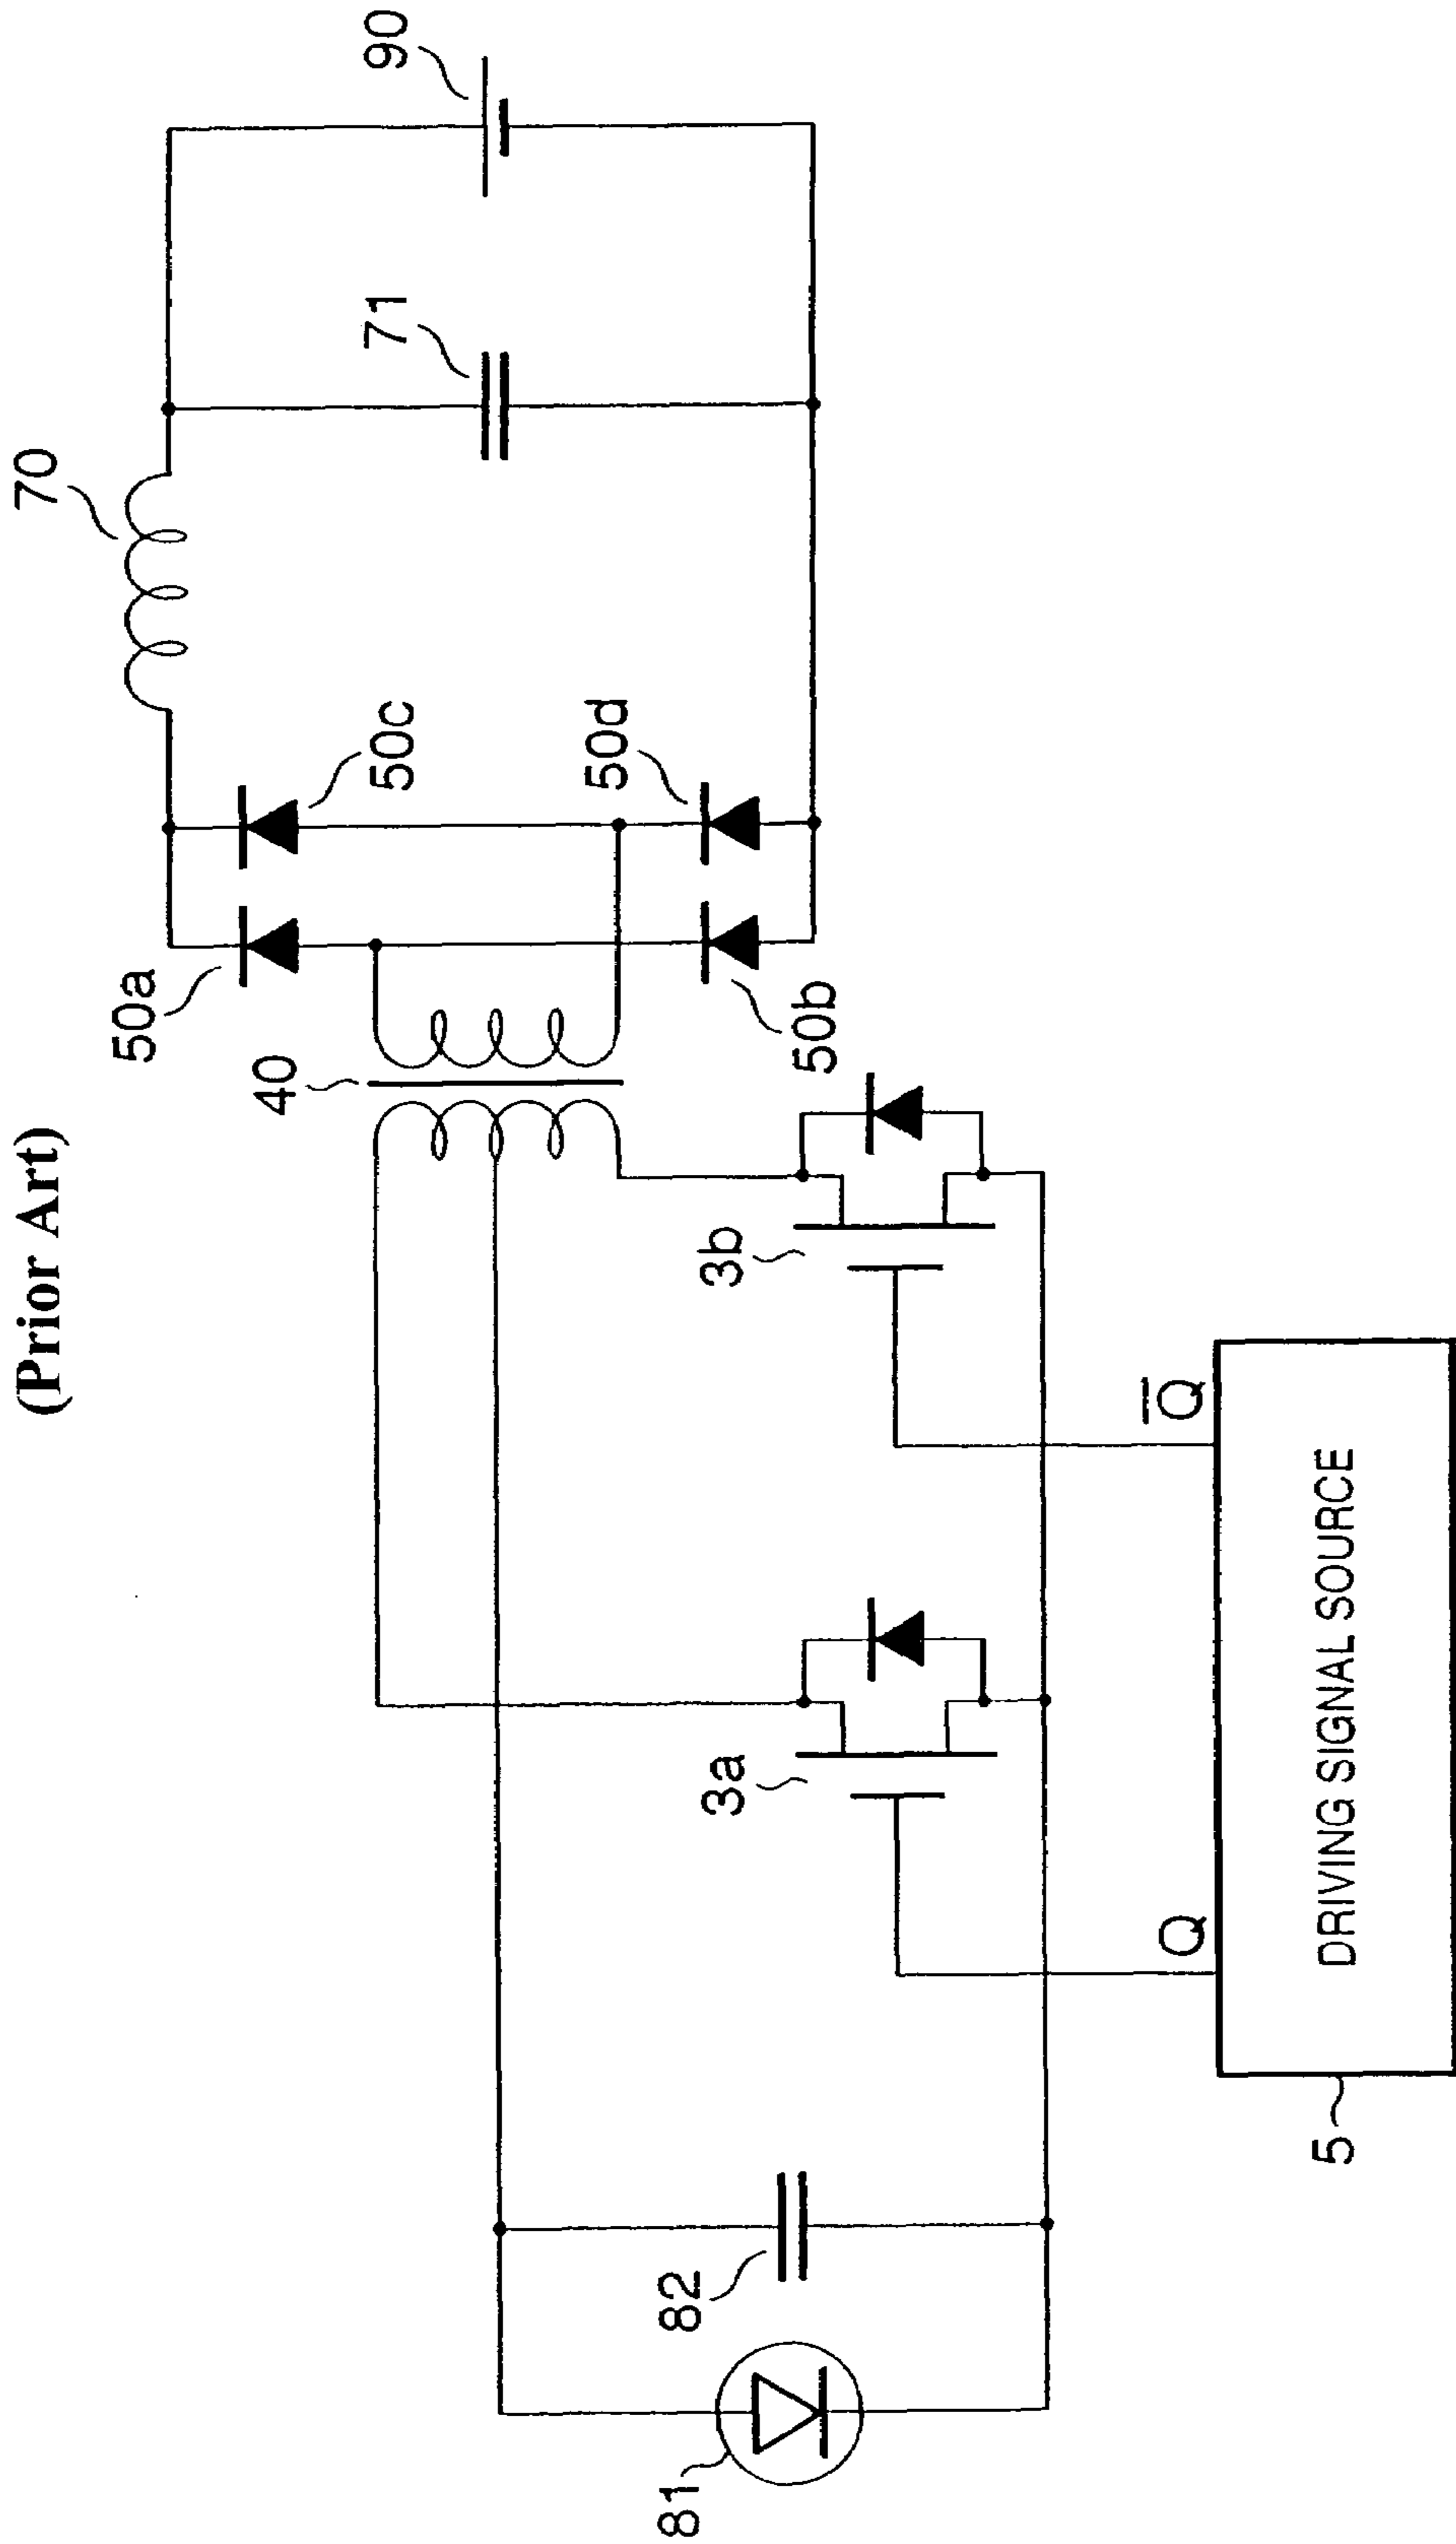 (Prior Art)
70
90
71
50a
50c
50d
40
50b
3b
3a
82
81
Q
Q̅
DRIVING SIGNAL SOURCE
5